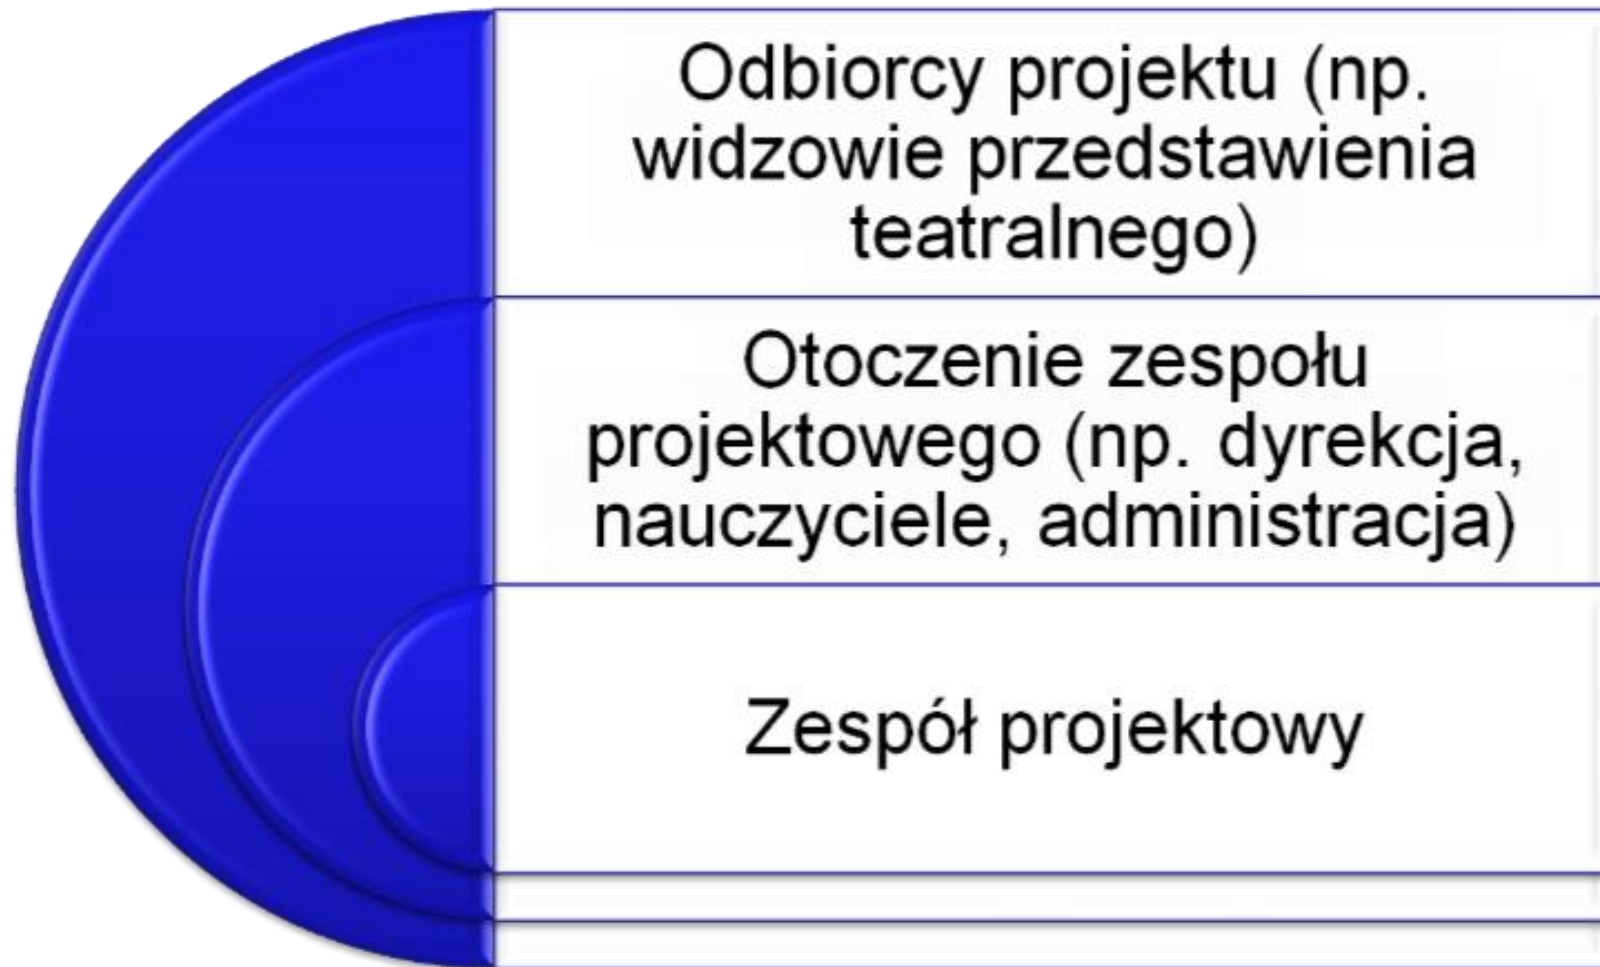 Odbiorcy projektu (np.
widzowie przedstawienia
teatralnego)
Otoczenie zespołu
projektowego (np. dyrekcja,
nauczyciele, administracja)
Zespół projektowy